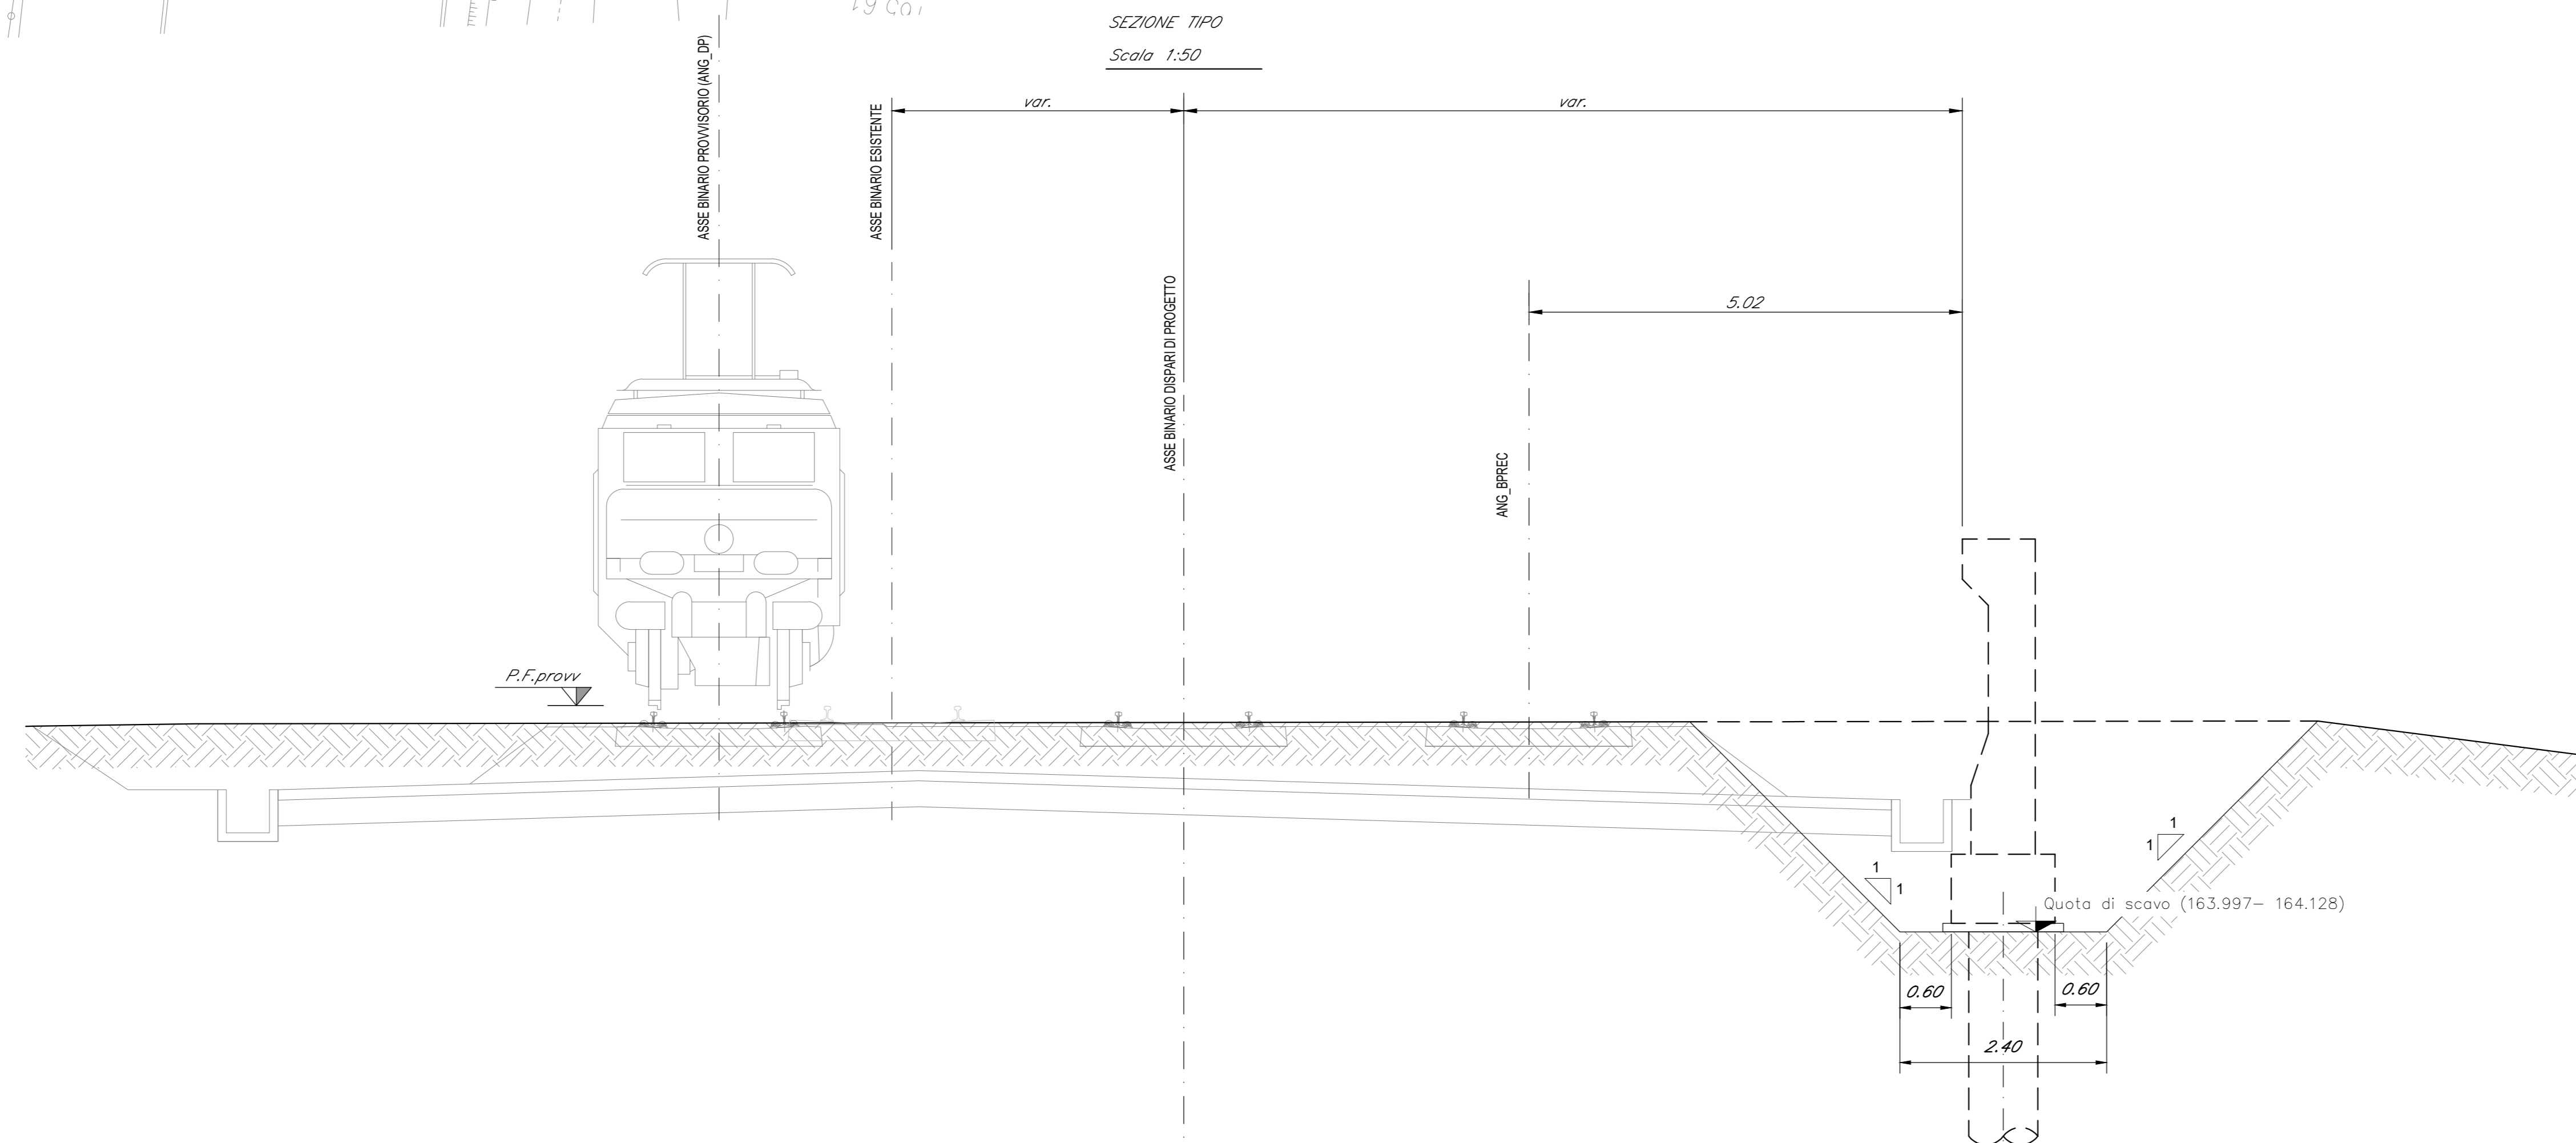 SEZIONE TIPO
Scala 1:50
ASSE BINARIO PROVVISORIO (ANG_DP)
ASSE BINARIO ESISTENTE
var.
var.
ASSE BINARIO DISPARI DI PROGETTO
5.02
ANG_BPREC
P.F.provv
1
1
1
1
Quota di scavo (163.997- 164.128)
0.60
0.60
2.40